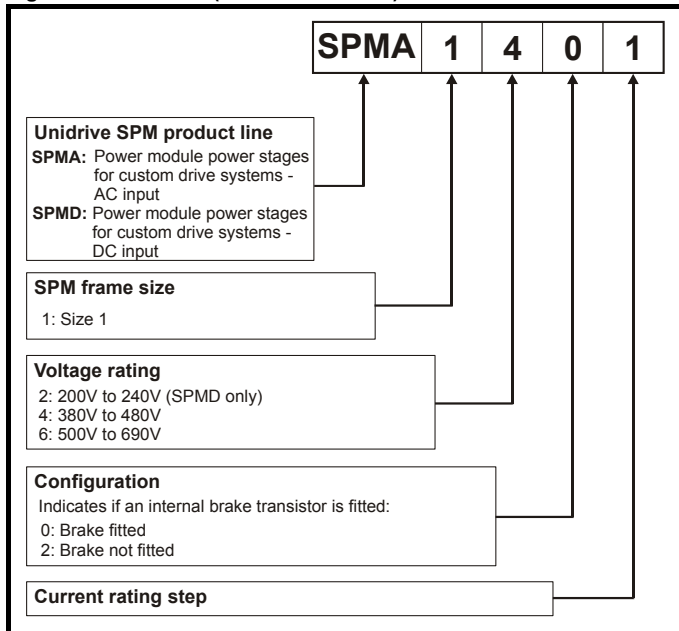 SPMA 1 4 0 1
Unidrive SPM product line
SPMA: Power module power stages
for custom drive systems -
AC input
SPMD: Power module power stages
for custom drive systems -
DC input
SPM frame size
1: Size 1
Voltage rating
2: 200V to 240V (SPMD only)
4: 380V to 480V
6: 500V to 690V
Configuration
Indicates if an internal brake transistor is fitted:
0: Brake fitted
2: Brake not fitted
Current rating step